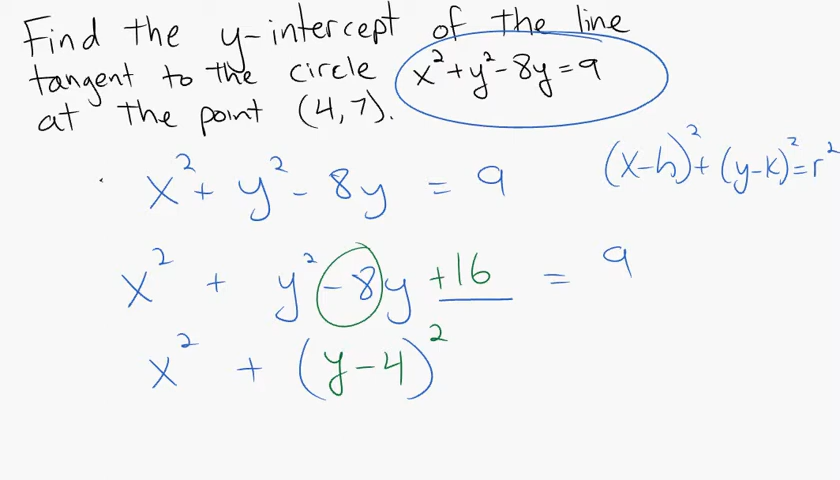 Find the y-intercept of the line
tangent to the circle x² + y² - 8y = 9
at the point (4,7).
(x-h)² + (y-k)² = r²
x² + y² - 8y = 9
x² + y² - 8y + 16 = 9
x² + (y-4)²